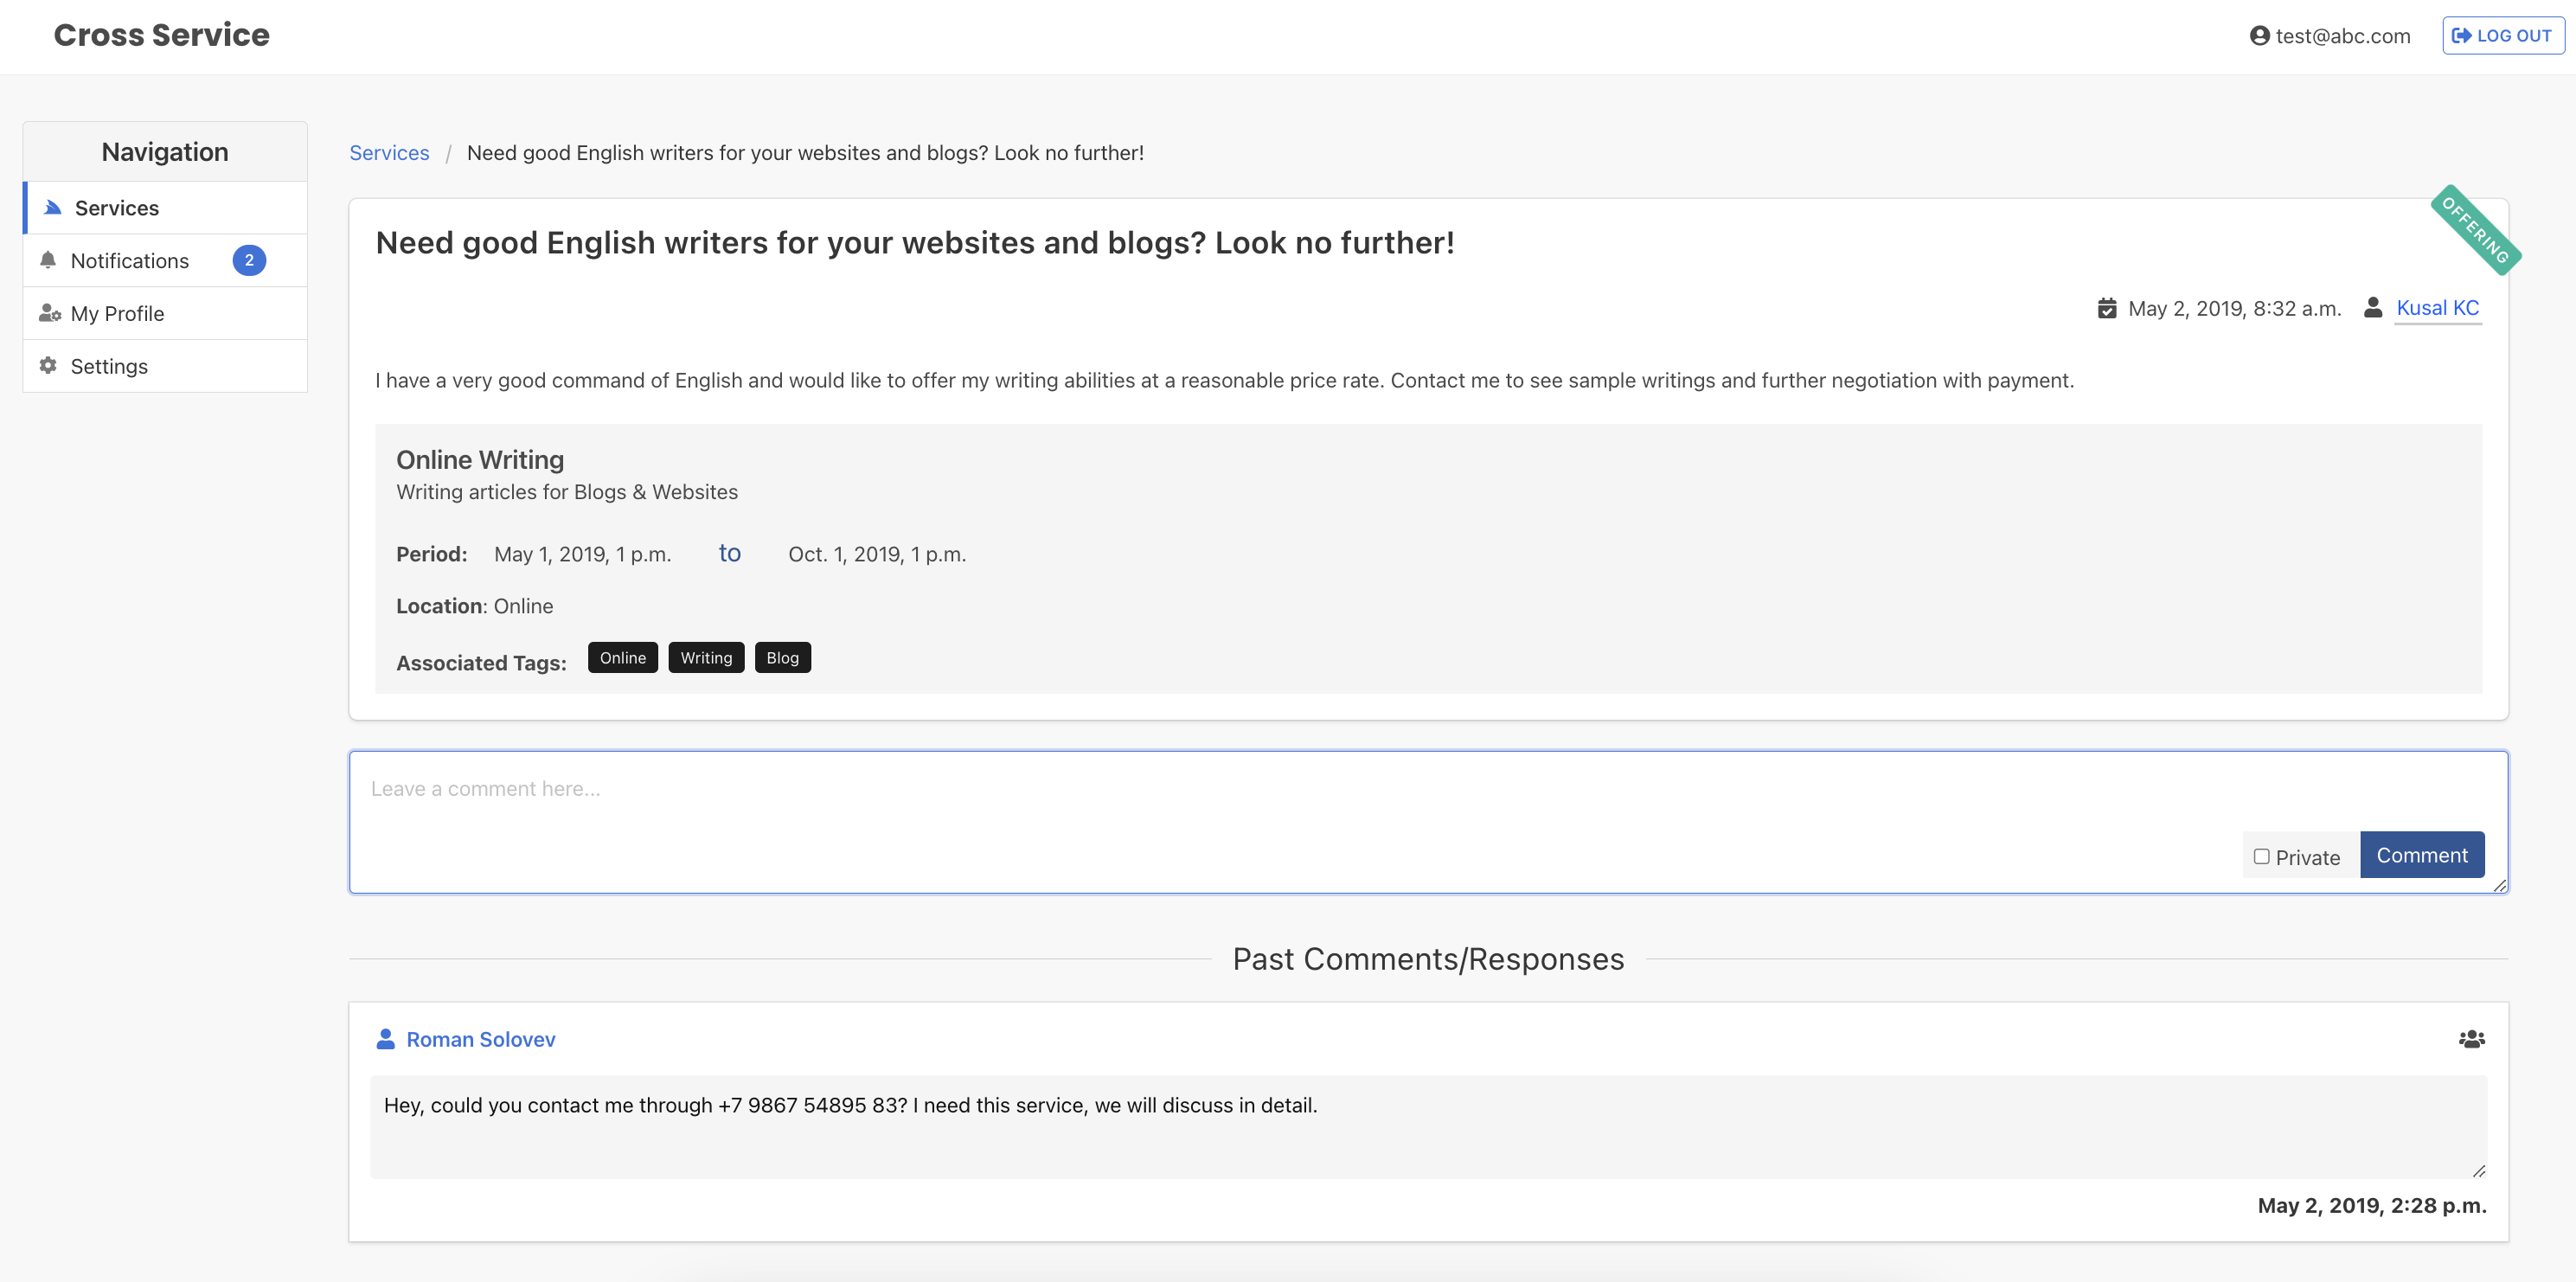 Cross Service
test@abc.com
LOG OUT
Navigation
Services
Notifications 2
My Profile
Settings
Services / Need good English writers for your websites and blogs? Look no further!
OFFERING
Need good English writers for your websites and blogs? Look no further!
May 2, 2019, 8:32 a.m. Kusal KC
I have a very good command of English and would like to offer my writing abilities at a reasonable price rate. Contact me to see sample writings and further negotiation with payment.
Online Writing
Writing articles for Blogs & Websites
Period: May 1, 2019, 1 p.m. to Oct. 1, 2019, 1 p.m.
Location: Online
Associated Tags: Online Writing Blog
Leave a comment here...
Private Comment
Past Comments/Responses
Roman Solovev
Hey, could you contact me through +7 9867 54895 83? I need this service, we will discuss in detail.
May 2, 2019, 2:28 p.m.